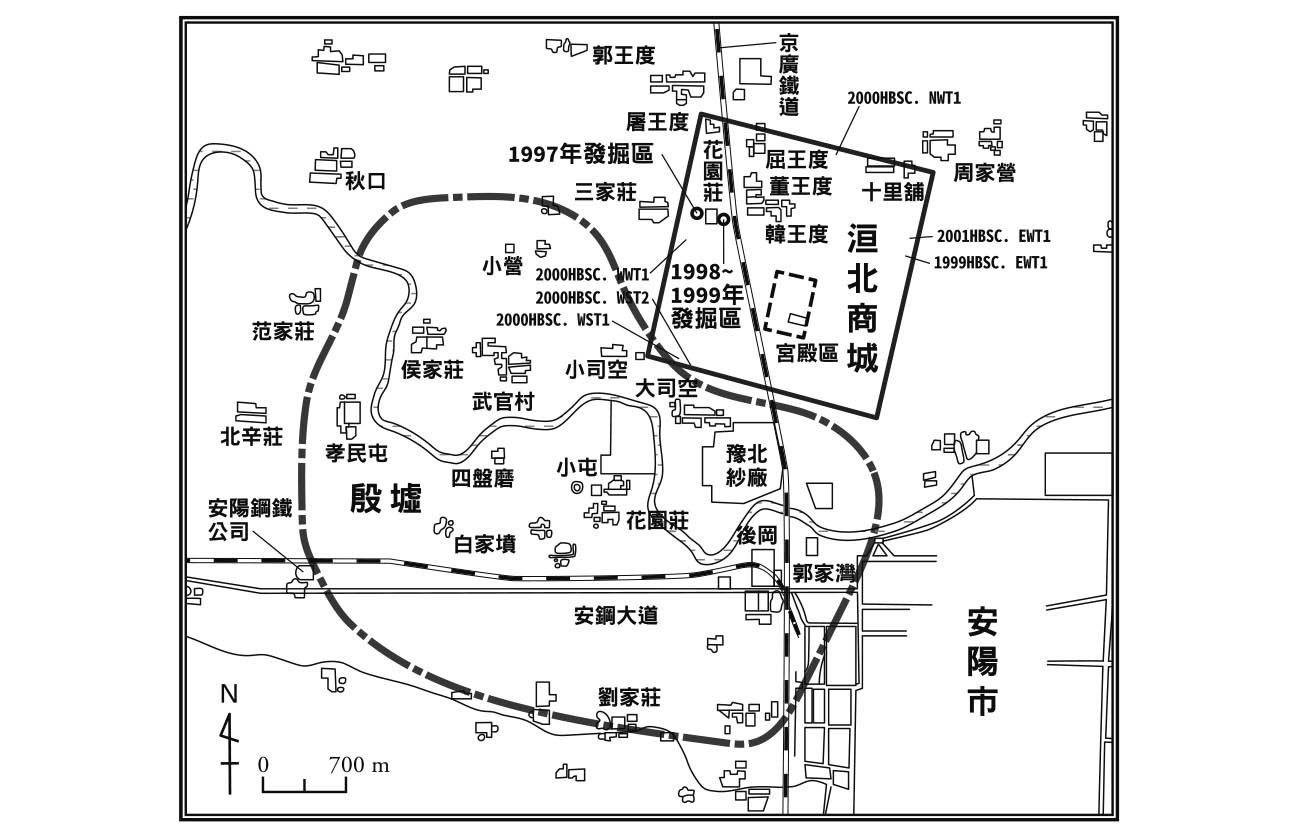 郭王度
京廣鐵道
2000HBSC. NWT1
屠王度
花園莊
1997年發掘區
屈王度
周家營
秋口
三家莊
董王度
十里舖
韓王度
洹北商城
2001HBSC. EWT1
小營
2000HBSC. WWT1
1998~
1999年
發掘區
1999HBSC. EWT1
2000HBSC. WST2
2000HBSC. WST1
范家莊
宮殿區
侯家莊
小司空
大司空
武官村
北辛莊
孝民屯
豫北
紗廠
四盤磨
小屯
殷墟
安陽鋼鐵
公司
花園莊
後岡
白家墳
郭家灣
安鋼大道
安陽市
劉家莊
N
0
700 m